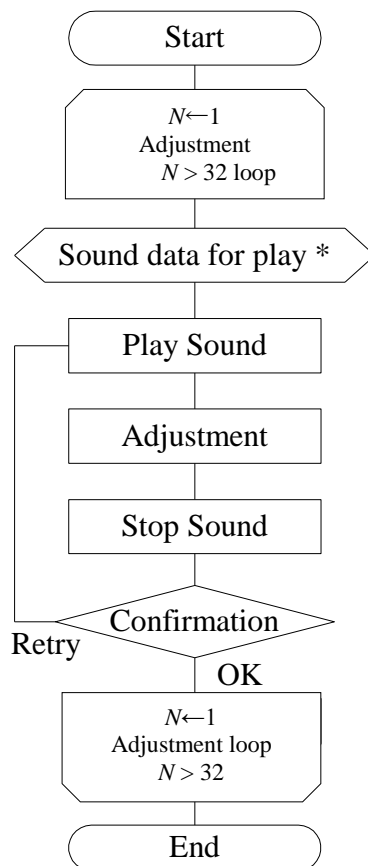 Start
N←1
Adjustment
N > 32 loop
Sound data for play *
Play Sound
Adjustment
Stop Sound
Confirmation
Retry
OK
N←1
Adjustment loop
N > 32
End